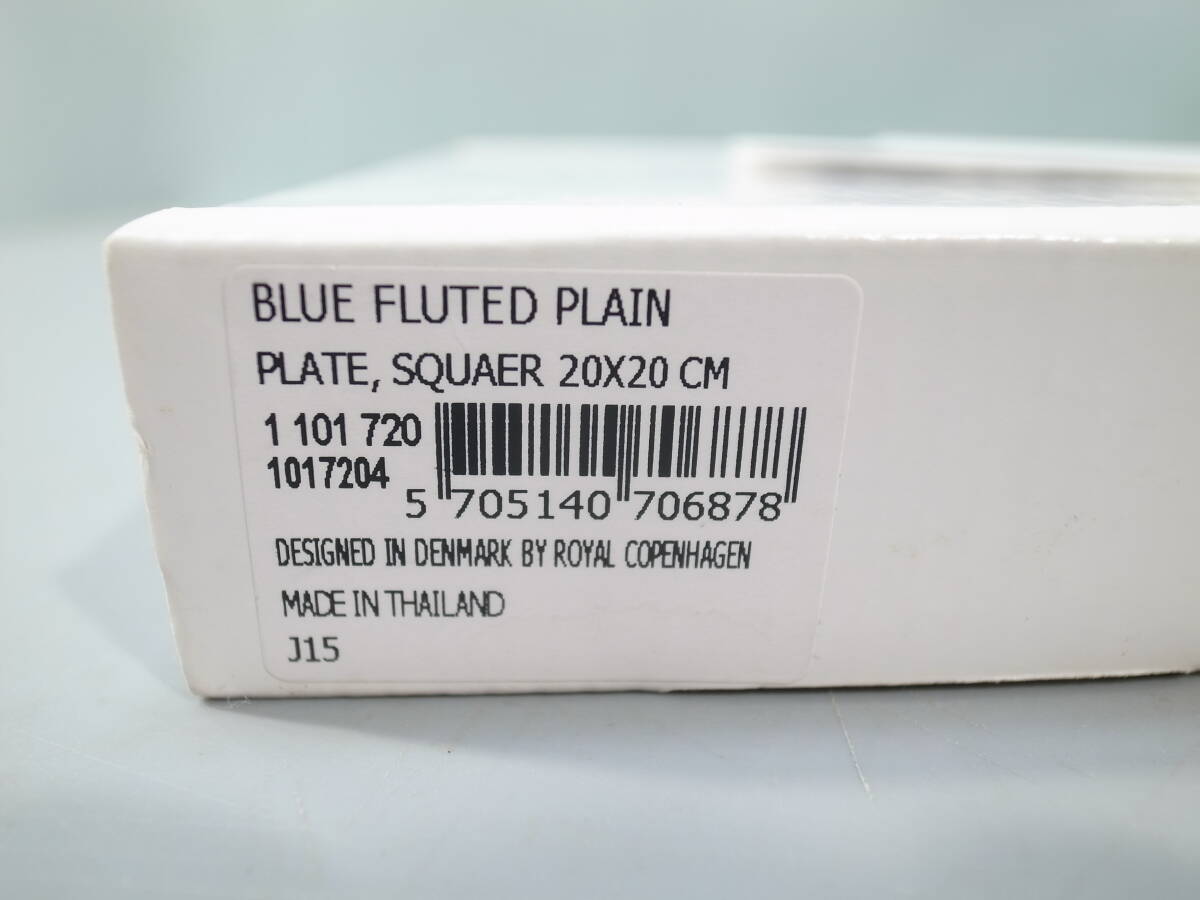 BLUE FLUTED PLAIN
PLATE, SQUAER 20X20 CM
1 101 720
1017204
5 705140 706878
DESIGNED IN DENMARK BY ROYAL COPENHAGEN
MADE IN THAILAND
J15